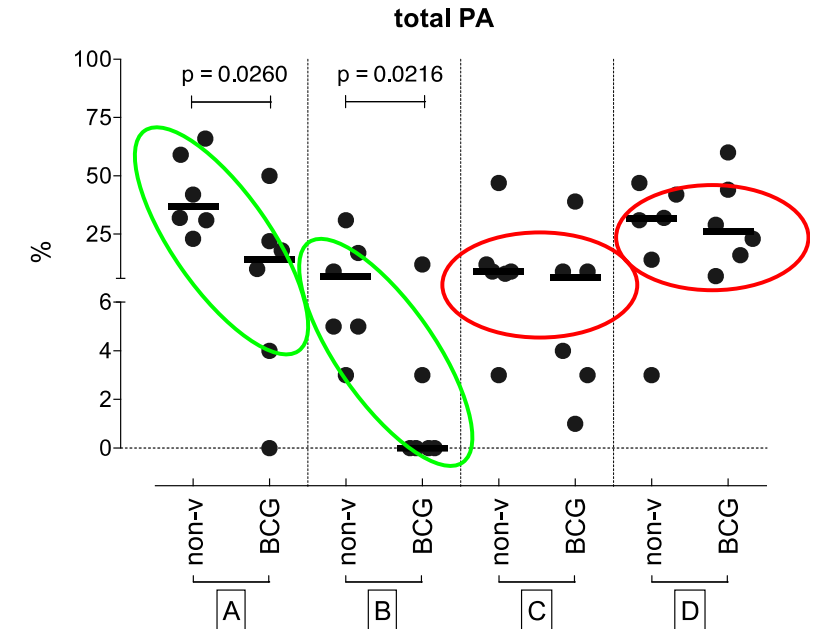 total PA
100
p = 0.0260 p = 0.0216
75
50
25
%
6
4
2
0
non-v BCG non-v BCG non-v BCG non-v BCG
A B C D